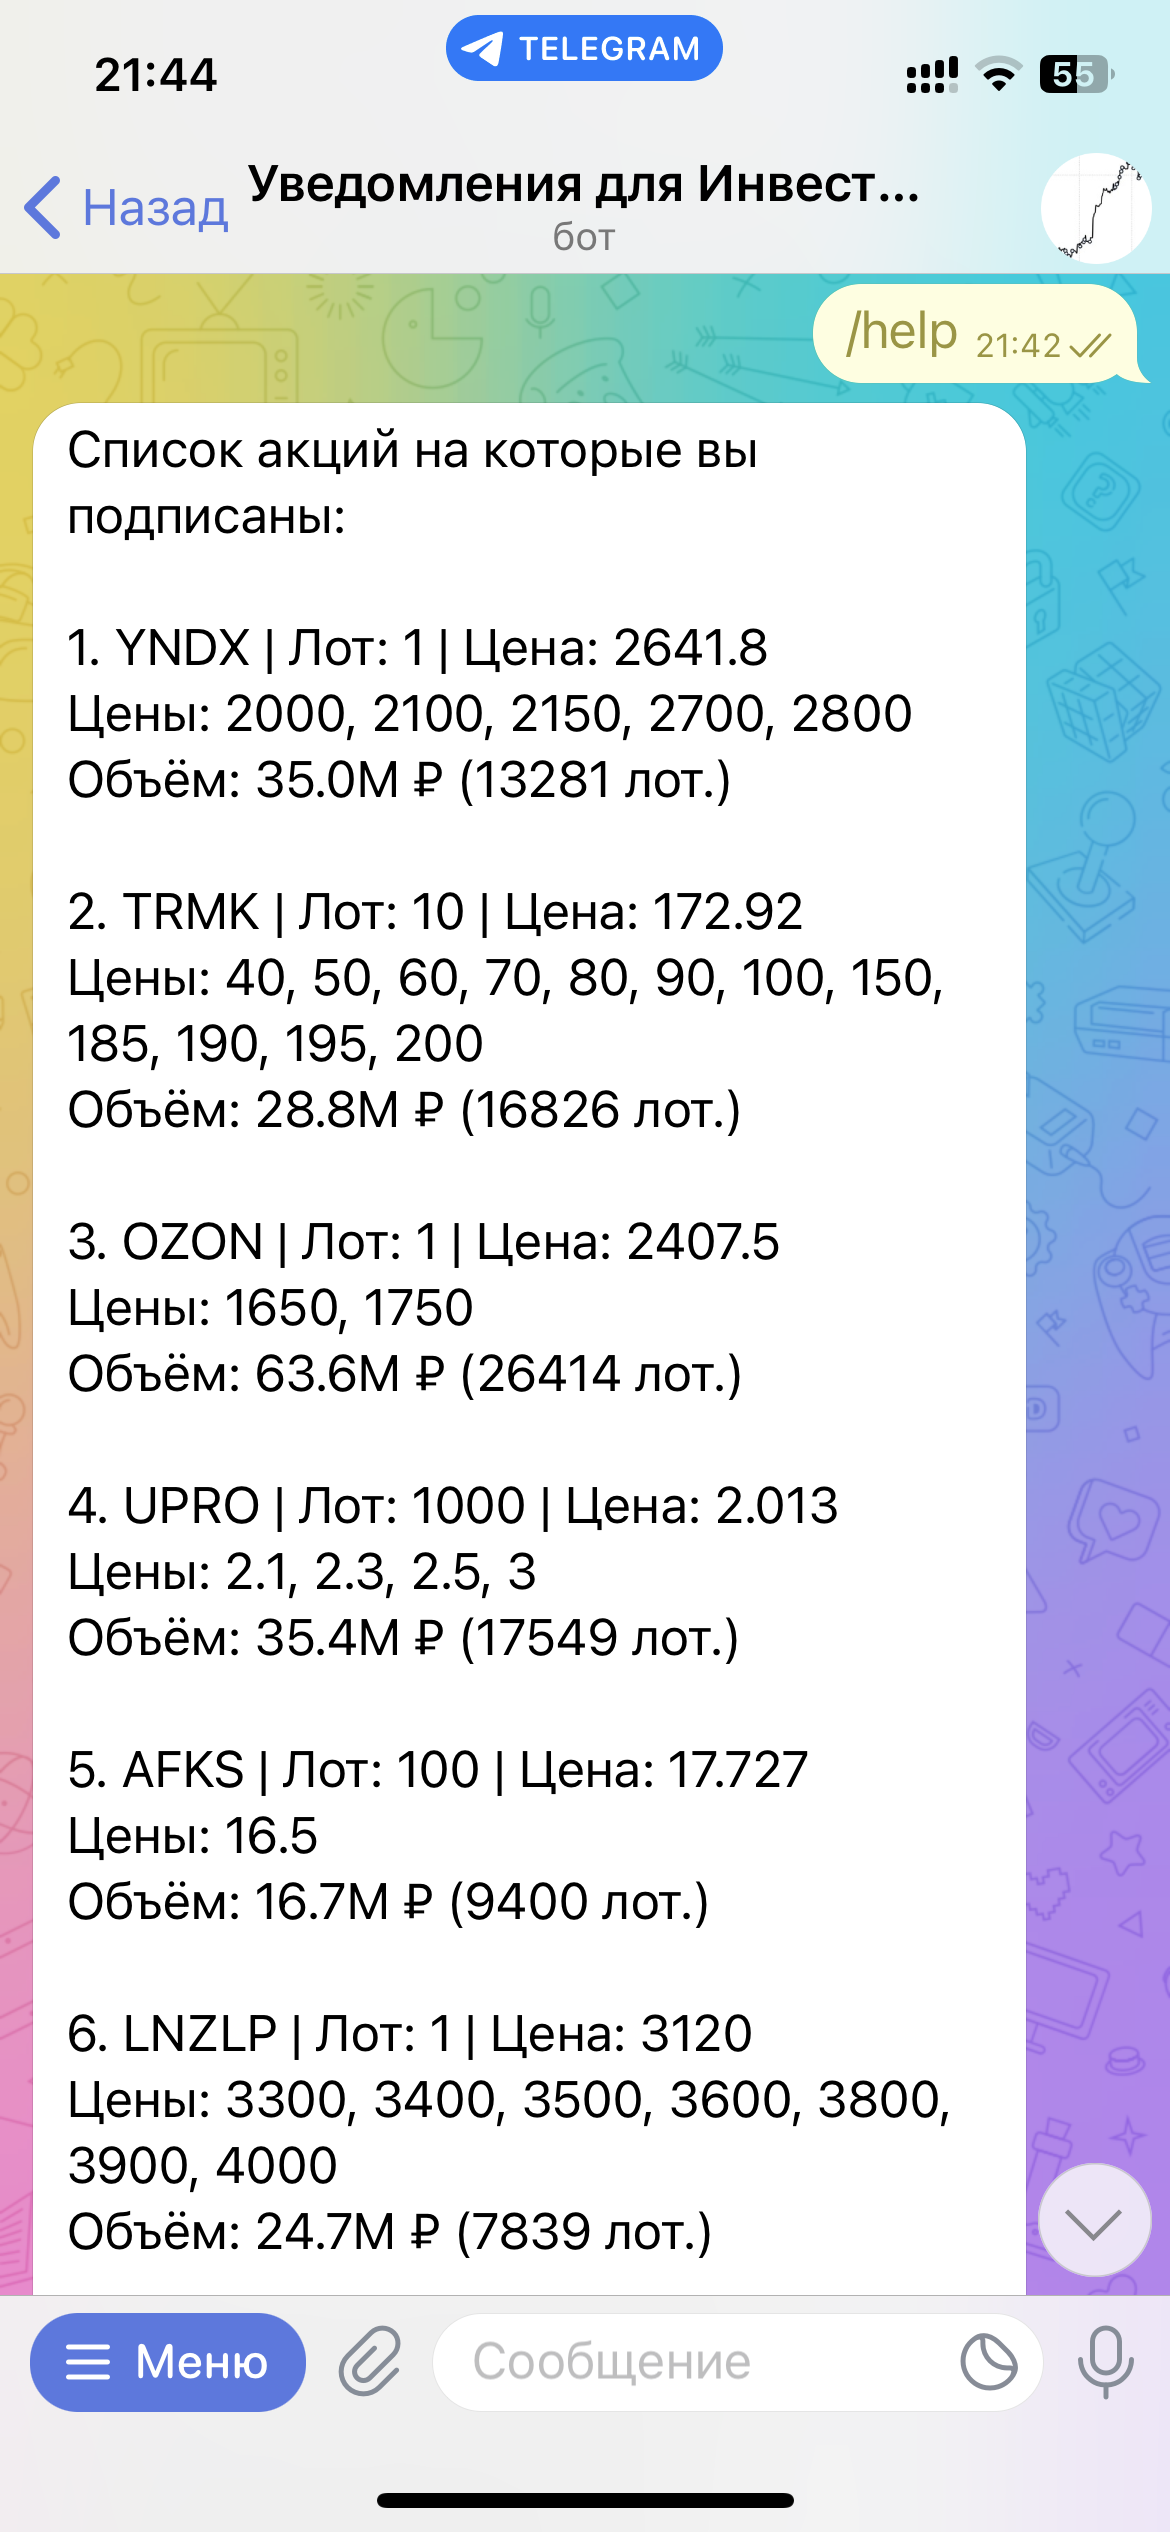 21:44
TELEGRAM
55
Назад
Уведомления для Инвест...
бот
/help 21:42
Список акций на которые вы
подписаны:
1. YNDX | Лот: 1 | Цена: 2641.8
Цены: 2000, 2100, 2150, 2700, 2800
Объём: 35.0M ₽ (13281 лот.)
2. TRMK | Лот: 10 | Цена: 172.92
Цены: 40, 50, 60, 70, 80, 90, 100, 150,
185, 190, 195, 200
Объём: 28.8M ₽ (16826 лот.)
3. OZON | Лот: 1 | Цена: 2407.5
Цены: 1650, 1750
Объём: 63.6M ₽ (26414 лот.)
4. UPRO | Лот: 1000 | Цена: 2.013
Цены: 2.1, 2.3, 2.5, 3
Объём: 35.4M ₽ (17549 лот.)
5. AFKS | Лот: 100 | Цена: 17.727
Цены: 16.5
Объём: 16.7M ₽ (9400 лот.)
6. LNZLP | Лот: 1 | Цена: 3120
Цены: 3300, 3400, 3500, 3600, 3800,
3900, 4000
Объём: 24.7M ₽ (7839 лот.)
Меню
Сообщение